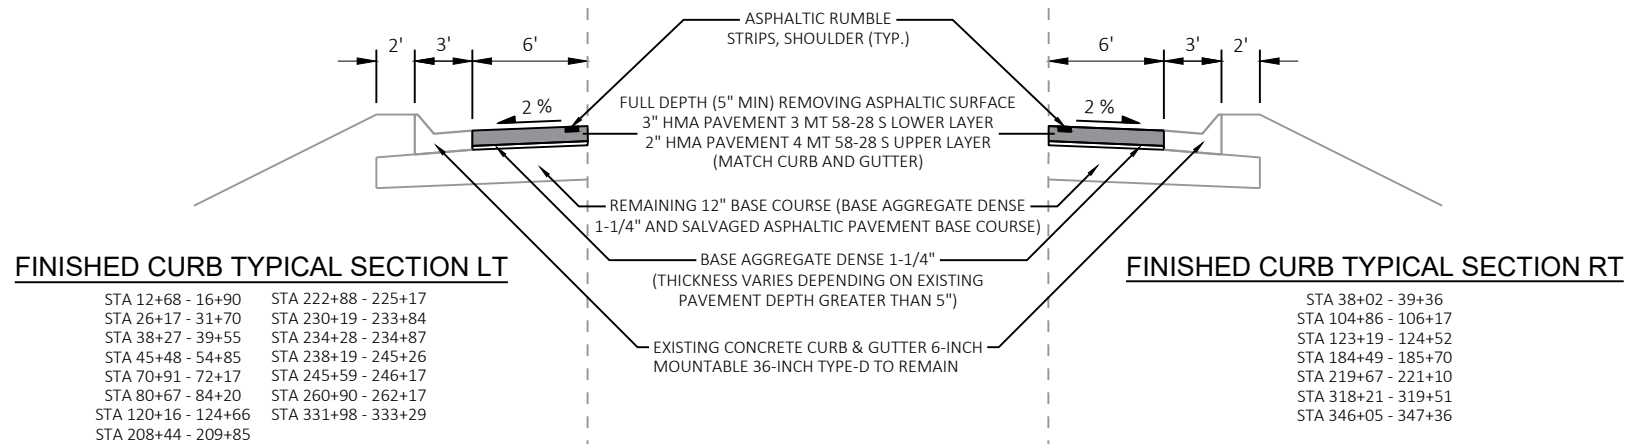 ASPHALTIC RUMBLE
STRIPS, SHOULDER (TYP.)
2'
3'
6'
6'
3'
2'
2 %
2 %
FULL DEPTH (5" MIN) REMOVING ASPHALTIC SURFACE
3" HMA PAVEMENT 3 MT 58-28 S LOWER LAYER
2" HMA PAVEMENT 4 MT 58-28 S UPPER LAYER
(MATCH CURB AND GUTTER)
REMAINING 12" BASE COURSE (BASE AGGREGATE DENSE
1-1/4" AND SALVAGED ASPHALTIC PAVEMENT BASE COURSE)
BASE AGGREGATE DENSE 1-1/4"
(THICKNESS VARIES DEPENDING ON EXISTING
PAVEMENT DEPTH GREATER THAN 5")
EXISTING CONCRETE CURB & GUTTER 6-INCH
MOUNTABLE 36-INCH TYPE-D TO REMAIN
FINISHED CURB TYPICAL SECTION LT
STA 12+68 - 16+90
STA 26+17 - 31+70
STA 38+27 - 39+55
STA 45+48 - 54+85
STA 70+91 - 72+17
STA 80+67 - 84+20
STA 120+16 - 124+66
STA 208+44 - 209+85
STA 222+88 - 225+17
STA 230+19 - 233+84
STA 234+28 - 234+87
STA 238+19 - 245+26
STA 245+59 - 246+17
STA 260+90 - 262+17
STA 331+98 - 333+29
FINISHED CURB TYPICAL SECTION RT
STA 38+02 - 39+36
STA 104+86 - 106+17
STA 123+19 - 124+52
STA 184+49 - 185+70
STA 219+67 - 221+10
STA 318+21 - 319+51
STA 346+05 - 347+36